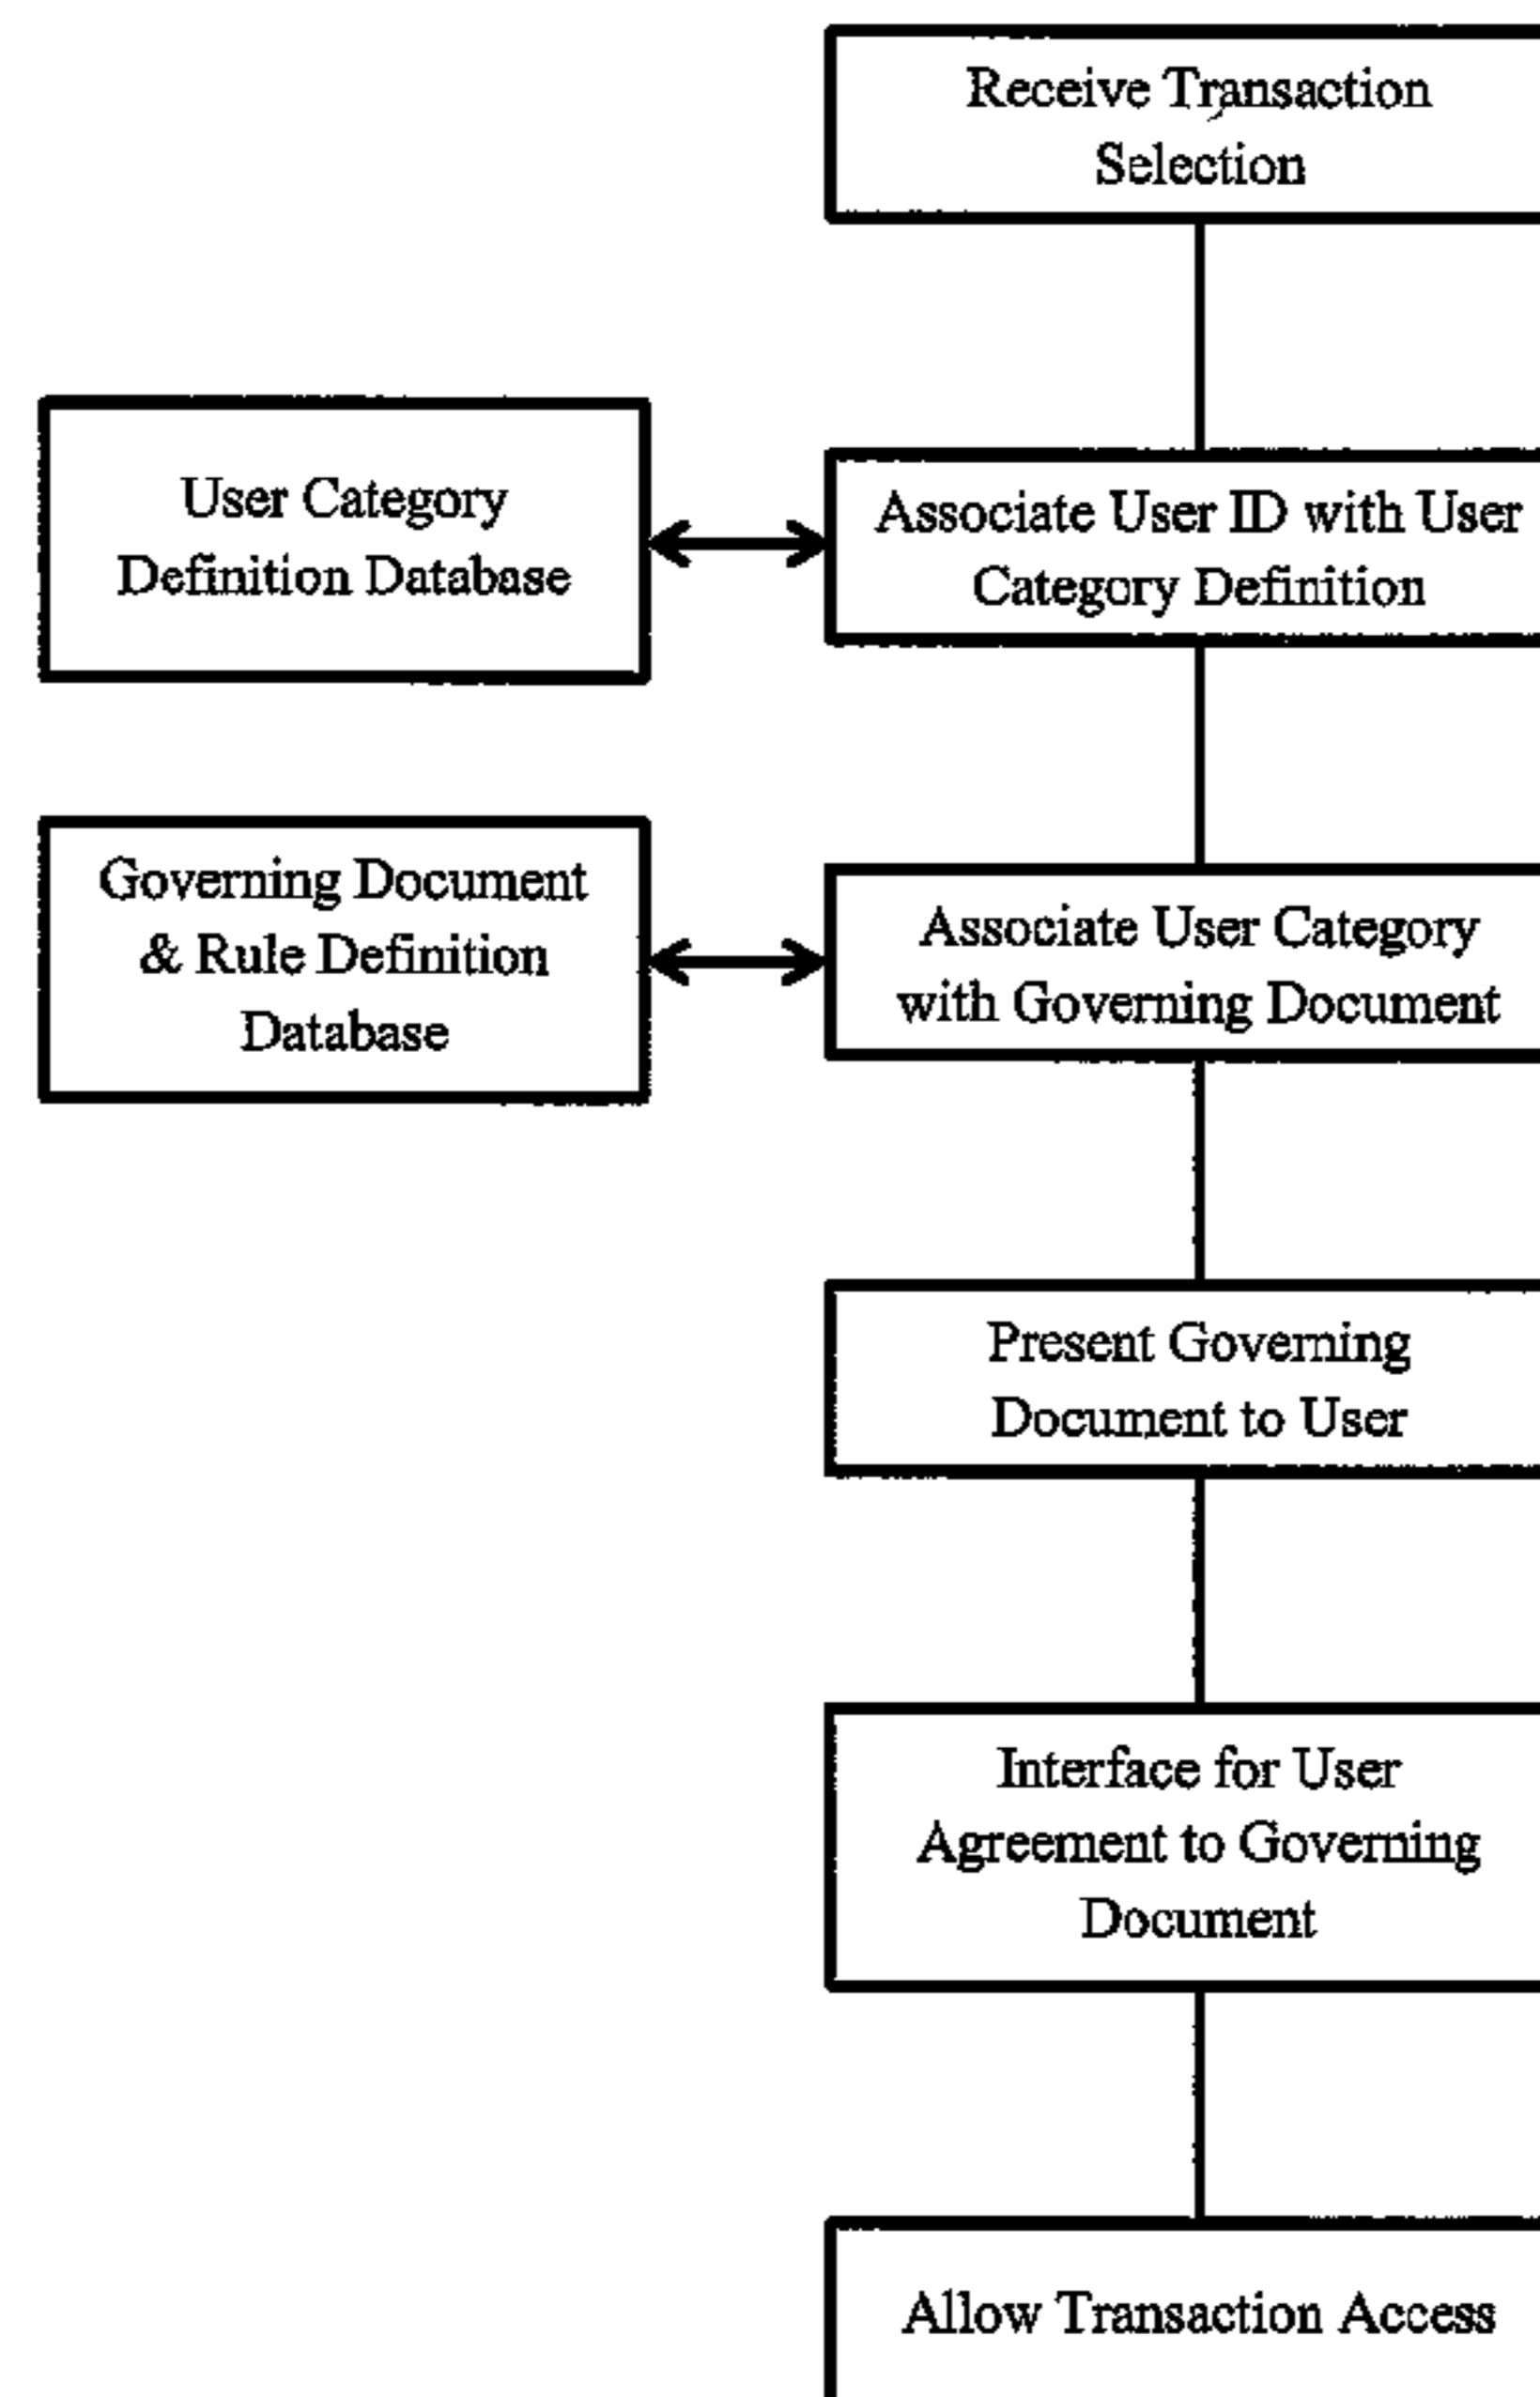 Receive Transaction
Selection
User Category
Definition Database
Associate User ID with User
Category Definition
Governing Document
& Rule Definition
Database
Associate User Category
with Governing Document
Present Governing
Document to User
Interface for User
Agreement to Governing
Document
Allow Transaction Access